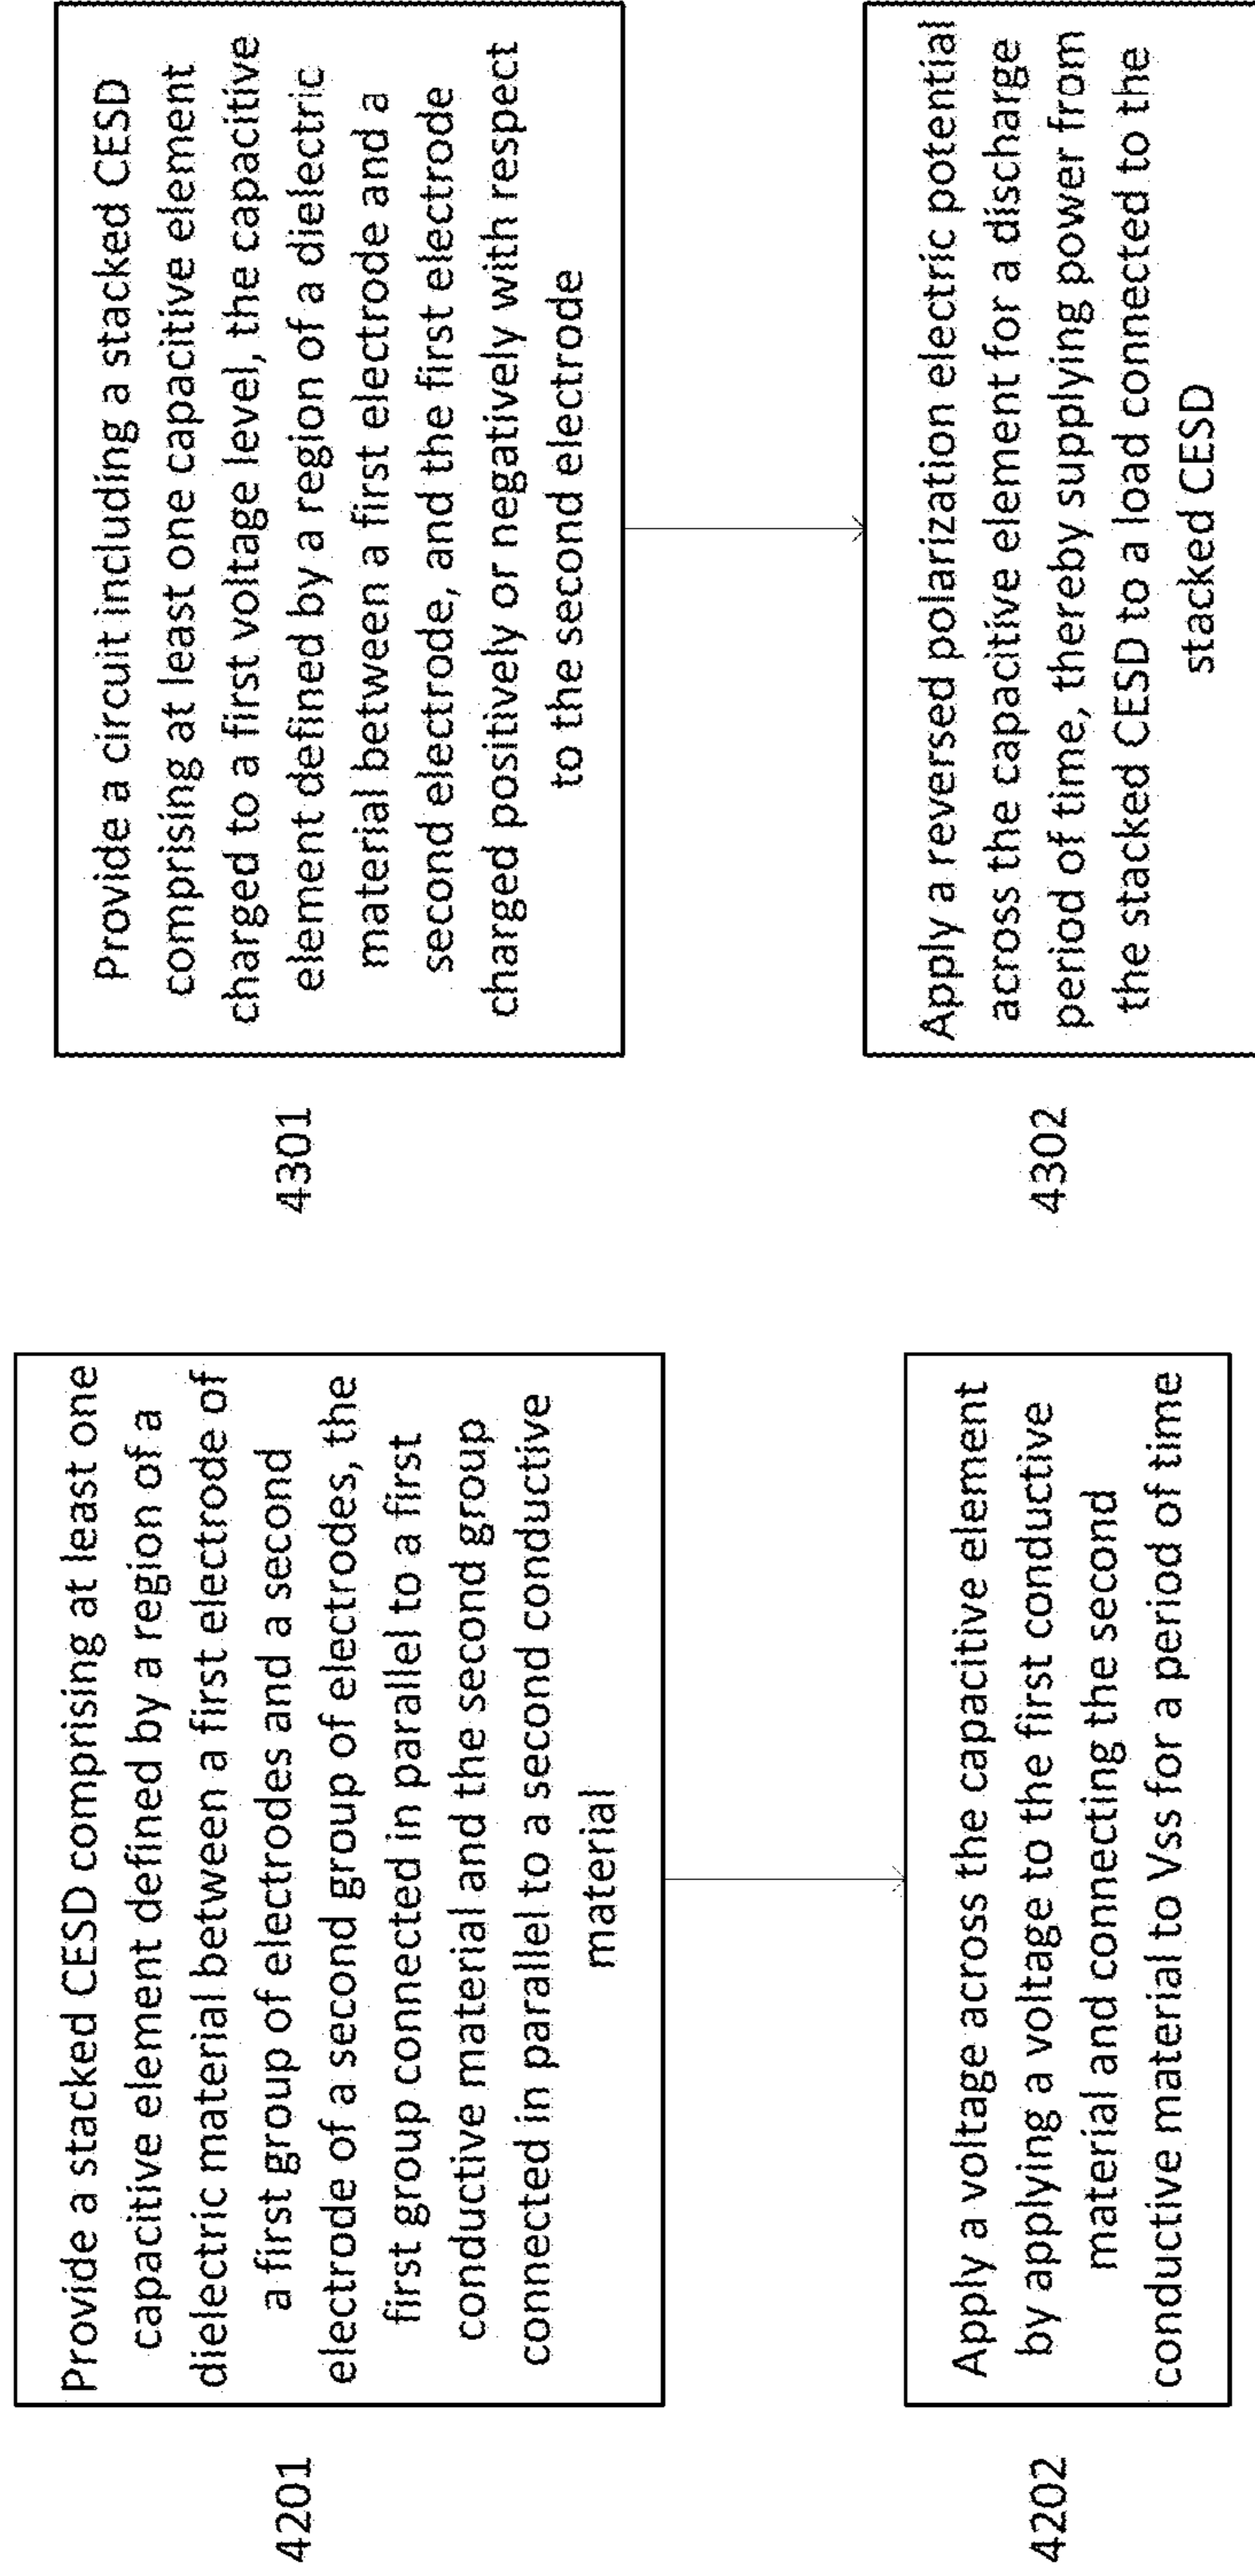 4201
Provide a stacked CESD comprising at least one
capacitive element defined by a region of a
dielectric material between a first electrode of
a first group of electrodes and a second
electrode of a second group of electrodes, the
first group connected in parallel to a first
conductive material and the second group
connected in parallel to a second conductive
material
4202
Apply a voltage across the capacitive element
by applying a voltage to the first conductive
material and connecting the second
conductive material to Vss for a period of time
4301
Provide a circuit including a stacked CESD
comprising at least one capacitive element
charged to a first voltage level, the capacitive
element defined by a region of a dielectric
material between a first electrode and a
second electrode, and the first electrode
charged positively or negatively with respect
to the second electrode
4302
Apply a reversed polarization electric potential
across the capacitive element for a discharge
period of time, thereby supplying power from
the stacked CESD to a load connected to the
stacked CESD